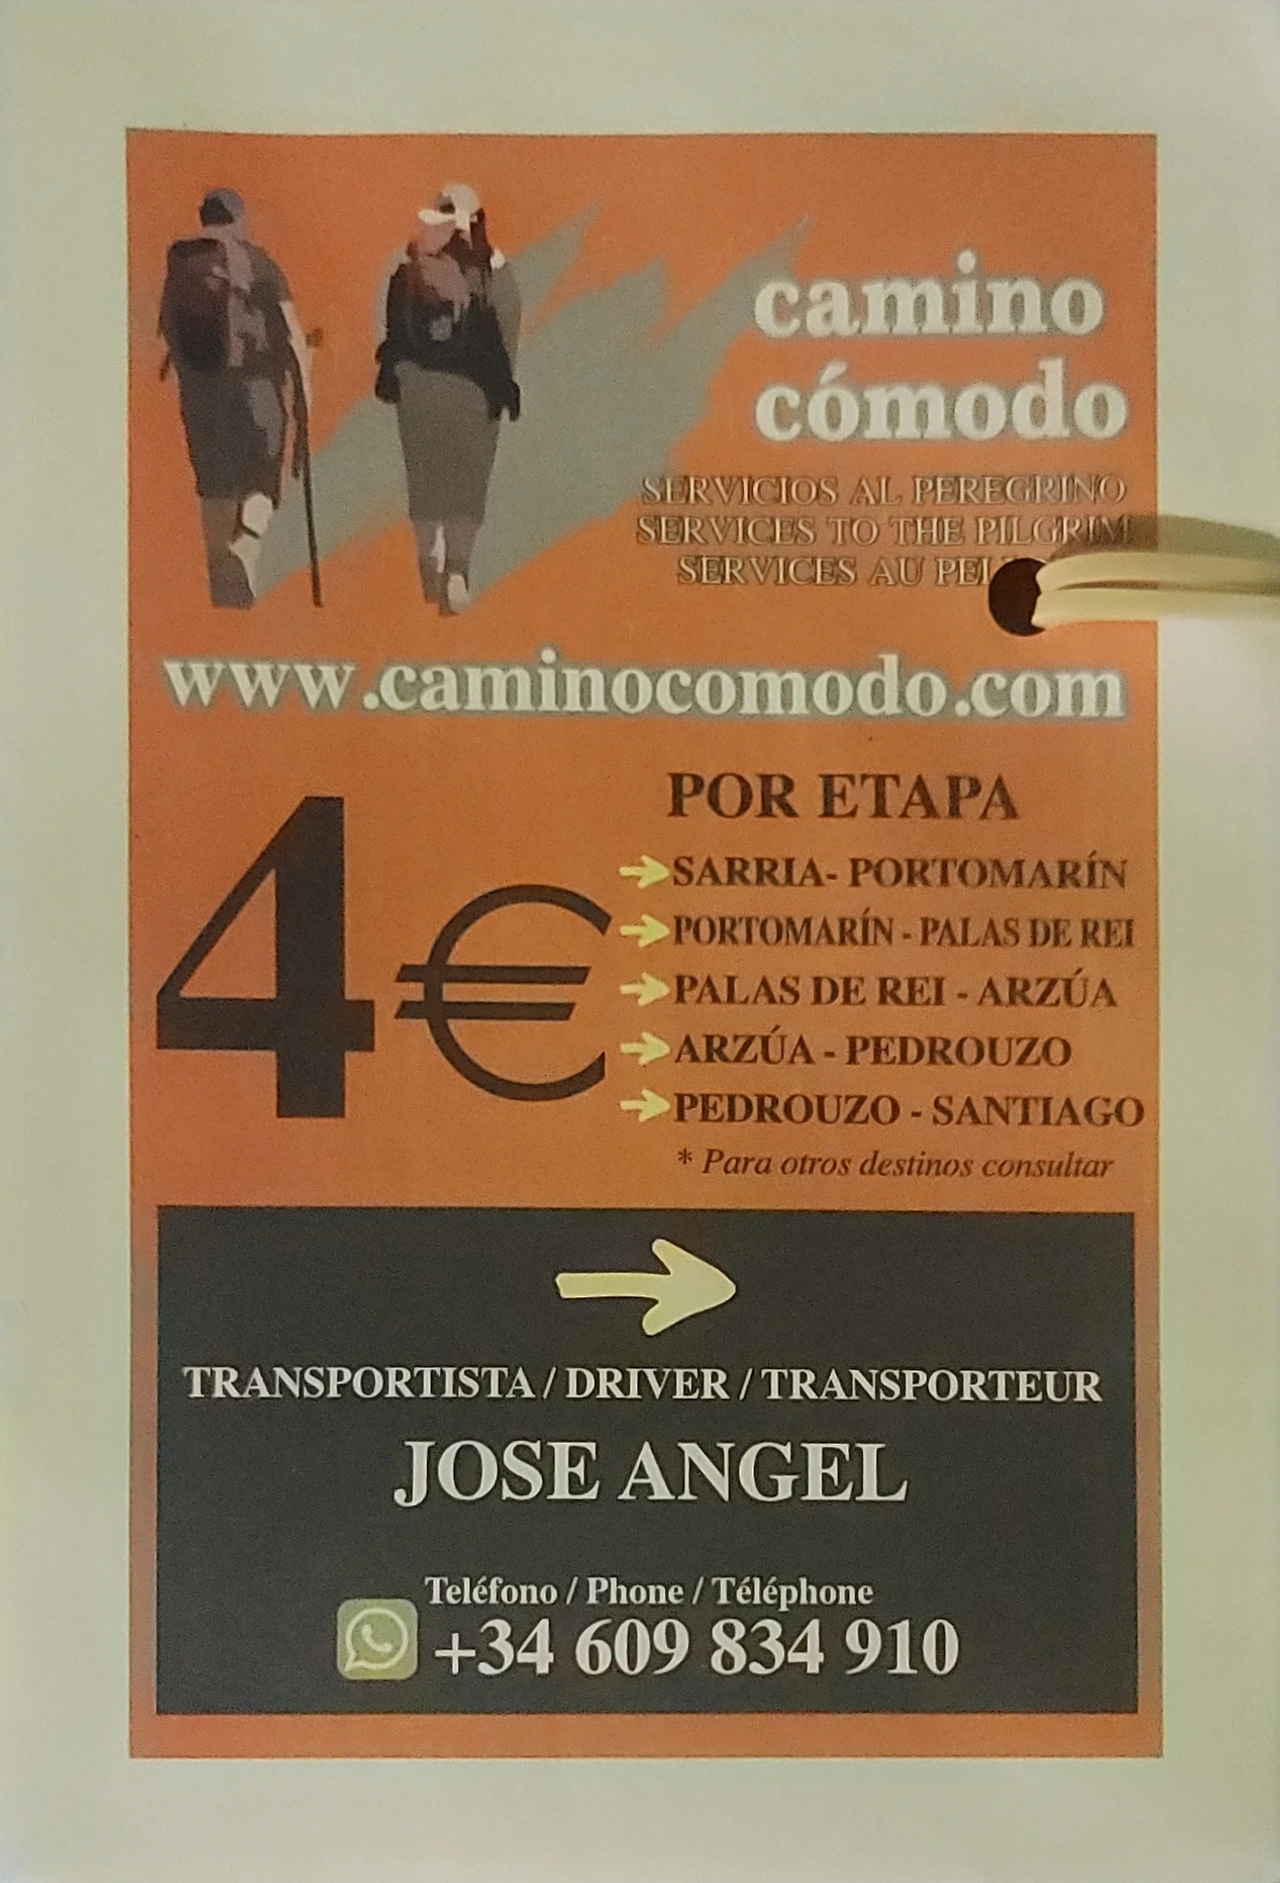 camino
cómodo
SERVICIOS AL PEREGRINO
SERVICES TO THE PILGRIM
SERVICES AU
www.caminocomodo.com
4€
POR ETAPA
SARRIA- PORTOMARÍN
PORTOMARÍN - PALAS DE REI
PALAS DE REI - ARZÚA
ARZÚA - PEDROUZO
PEDROUZO - SANTIAGO
* Para otros destinos consultar
TRANSPORTISTA / DRIVER / TRANSPORTEUR
JOSE ANGEL
Teléfono / Phone / Téléphone
+34 609 834 910